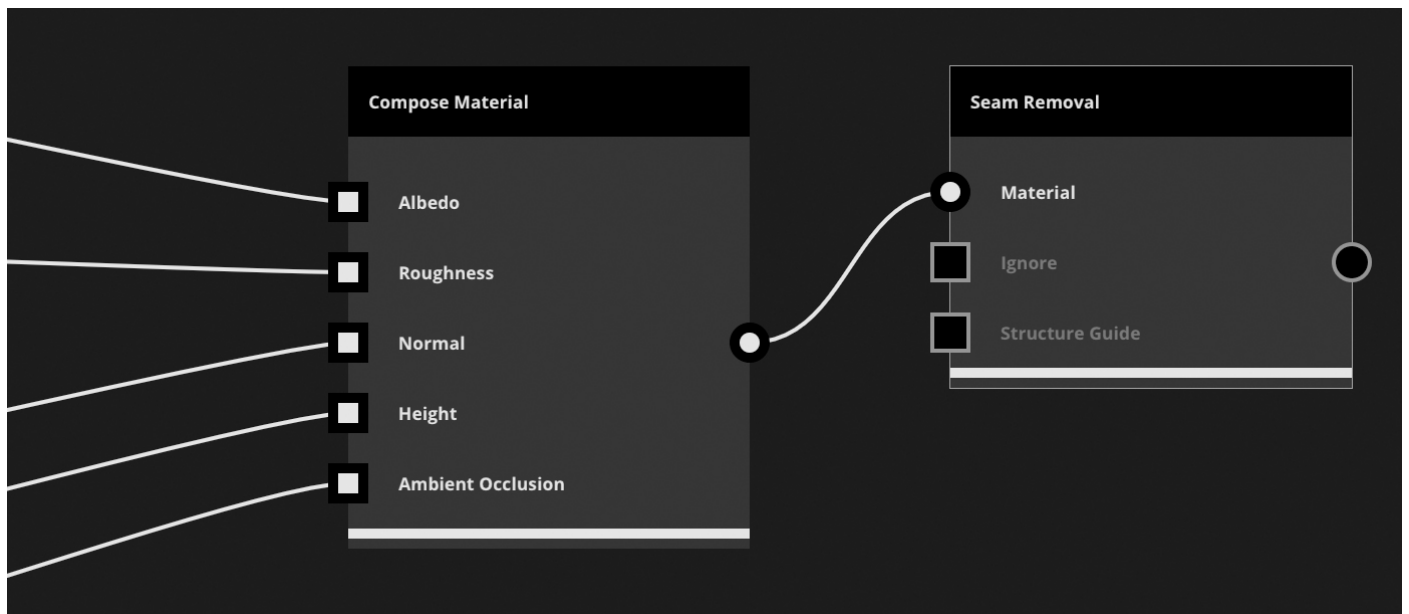 Compose Material
Albedo
Roughness
Normal
Height
Ambient Occlusion
Seam Removal
Material
Ignore
Structure Guide